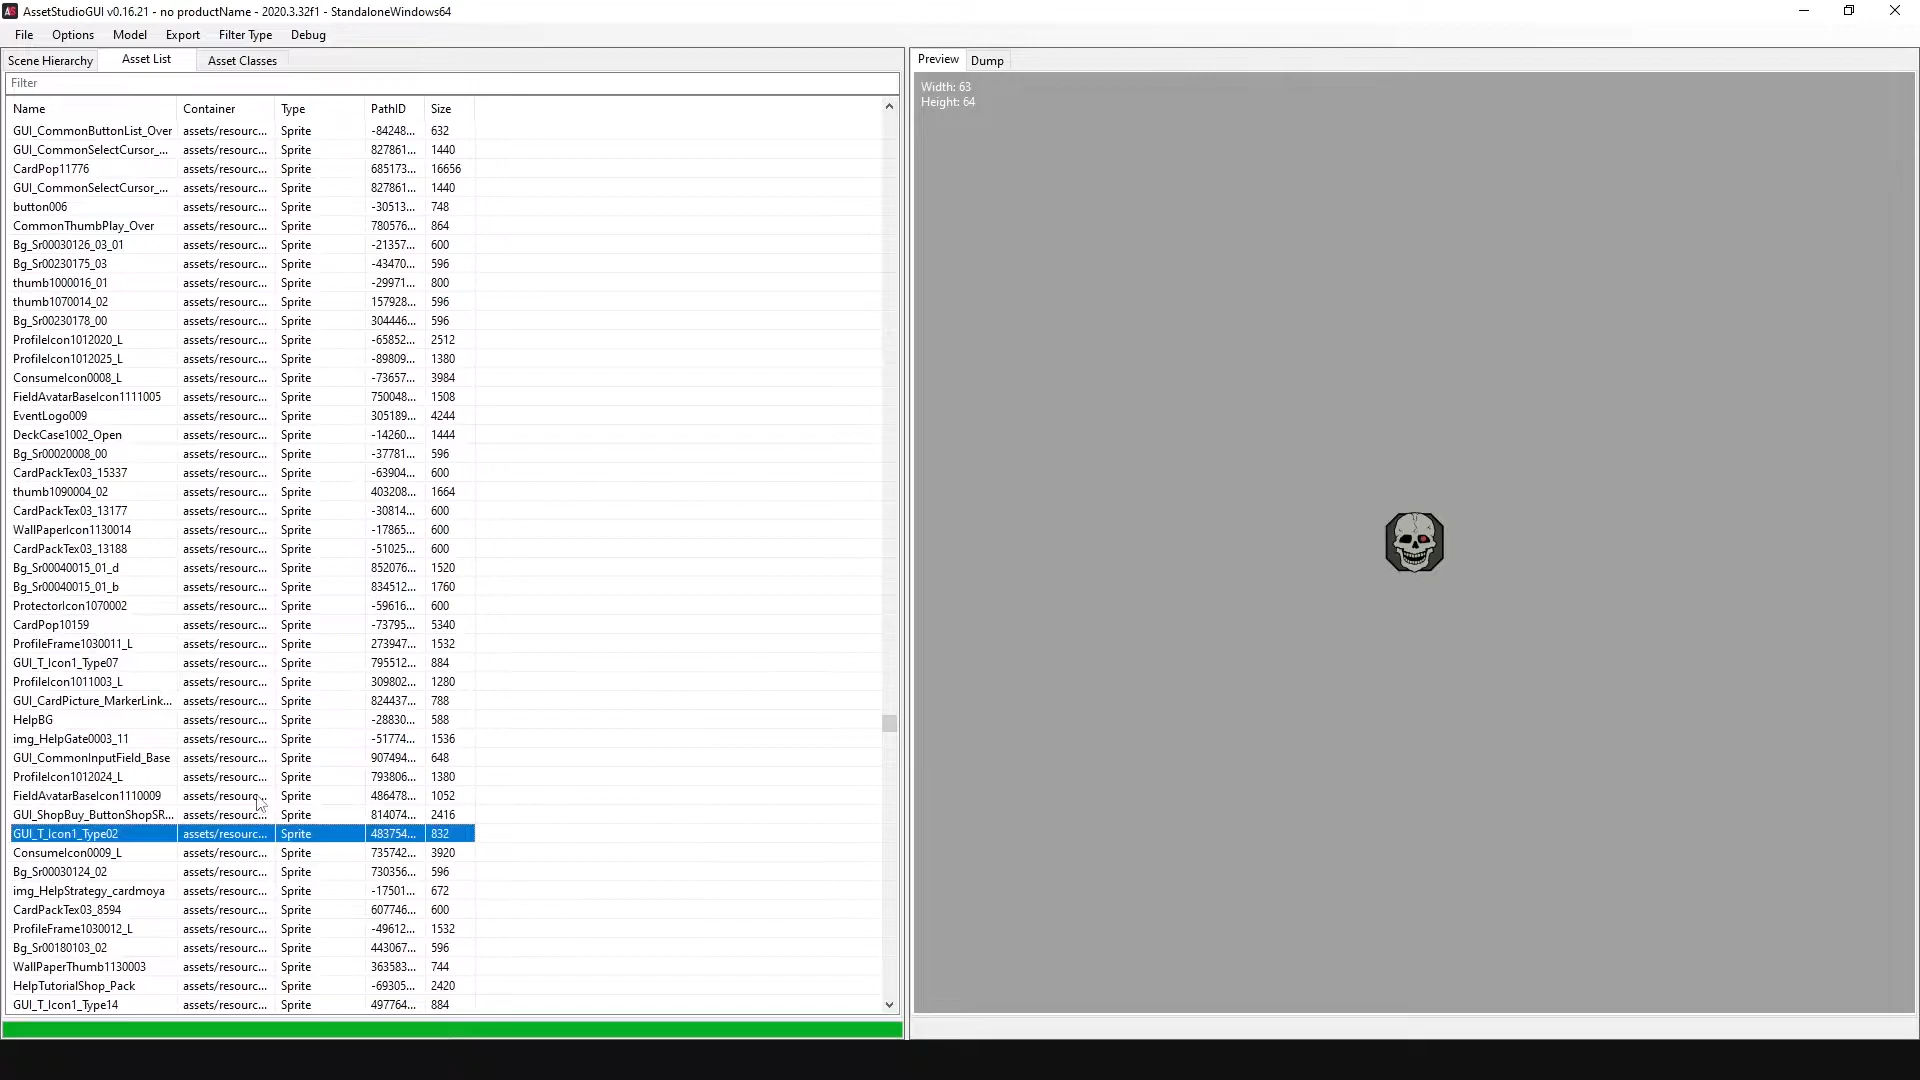 AssetStudioGUI v0.16.21 - no productName - 2020.3.32f1 - StandaloneWindows64
File Options Model Export Filter Type Debug
Scene Hierarchy Asset List Asset Classes
Preview Dump
Filter
Width: 63
Height: 64
Name Container Type PathID Size
GUI_CommonButtonList_Over assets/resourc... Sprite -84248... 632
GUI_CommonSelectCursor_... assets/resourc... Sprite 827861... 1440
CardPop11776 assets/resourc... Sprite 685173... 16656
GUI_CommonSelectCursor_... assets/resourc... Sprite 827861... 1440
button006 assets/resourc... Sprite -30513... 748
CommonThumbPlay_Over assets/resourc... Sprite 780576... 864
Bg_Sr00030126_03_01 assets/resourc... Sprite -21357... 600
Bg_Sr00230175_03 assets/resourc... Sprite -43470... 596
thumb1000016_01 assets/resourc... Sprite -29971... 800
thumb1070014_02 assets/resourc... Sprite 157928... 596
Bg_Sr00230178_00 assets/resourc... Sprite 304446... 596
ProfileIcon1012020_L assets/resourc... Sprite -65852... 2512
ProfileIcon1012025_L assets/resourc... Sprite -89809... 1380
ConsumeIcon0008_L assets/resourc... Sprite -73657... 3984
FieldAvatarBaseIcon1111005 assets/resourc... Sprite 750048... 1508
EventLogo009 assets/resourc... Sprite 305189... 4244
DeckCase1002_Open assets/resourc... Sprite -14260... 1444
Bg_Sr00020008_00 assets/resourc... Sprite -37781... 596
CardPackTex03_15337 assets/resourc... Sprite -63904... 600
thumb1090004_02 assets/resourc... Sprite 403208... 1664
CardPackTex03_13177 assets/resourc... Sprite -30814... 600
WallPaperIcon1130014 assets/resourc... Sprite -17865... 600
CardPackTex03_13188 assets/resourc... Sprite -51025... 600
Bg_Sr00040015_01_d assets/resourc... Sprite 852076... 1520
Bg_Sr00040015_01_b assets/resourc... Sprite 834512... 1760
ProtectorIcon1070002 assets/resourc... Sprite -59616... 600
CardPop10159 assets/resourc... Sprite -73795... 5340
ProfileFrame1030011_L assets/resourc... Sprite 273947... 1532
GUI_T_Icon1_Type07 assets/resourc... Sprite 795512... 884
ProfileIcon1011003_L assets/resourc... Sprite 309802... 1280
GUI_CardPicture_MarkerLink... assets/resourc... Sprite 824437... 788
HelpBG assets/resourc... Sprite -28830... 588
img_HelpGate0003_11 assets/resourc... Sprite -51774... 1536
GUI_CommonInputField_Base assets/resourc... Sprite 907494... 648
ProfileIcon1012024_L assets/resourc... Sprite 793806... 1380
FieldAvatarBaseIcon1110009 assets/resourc... Sprite 486478... 1052
GUI_ShopBuy_ButtonShopSR... assets/resourc... Sprite 814074... 2416
GUI_T_Icon1_Type02 assets/resourc... Sprite 483754... 832
ConsumeIcon0009_L assets/resourc... Sprite 735742... 3920
Bg_Sr00030124_02 assets/resourc... Sprite 730356... 596
img_HelpStrategy_cardmoya assets/resourc... Sprite -17501... 672
CardPackTex03_8594 assets/resourc... Sprite 607746... 600
ProfileFrame1030012_L assets/resourc... Sprite -49612... 1532
Bg_Sr00180103_02 assets/resourc... Sprite 443067... 596
WallPaperThumb1130003 assets/resourc... Sprite 363583... 744
HelpTutorialShop_Pack assets/resourc... Sprite -69305... 2420
GUI_T_Icon1_Type14 assets/resourc... Sprite 497764... 884